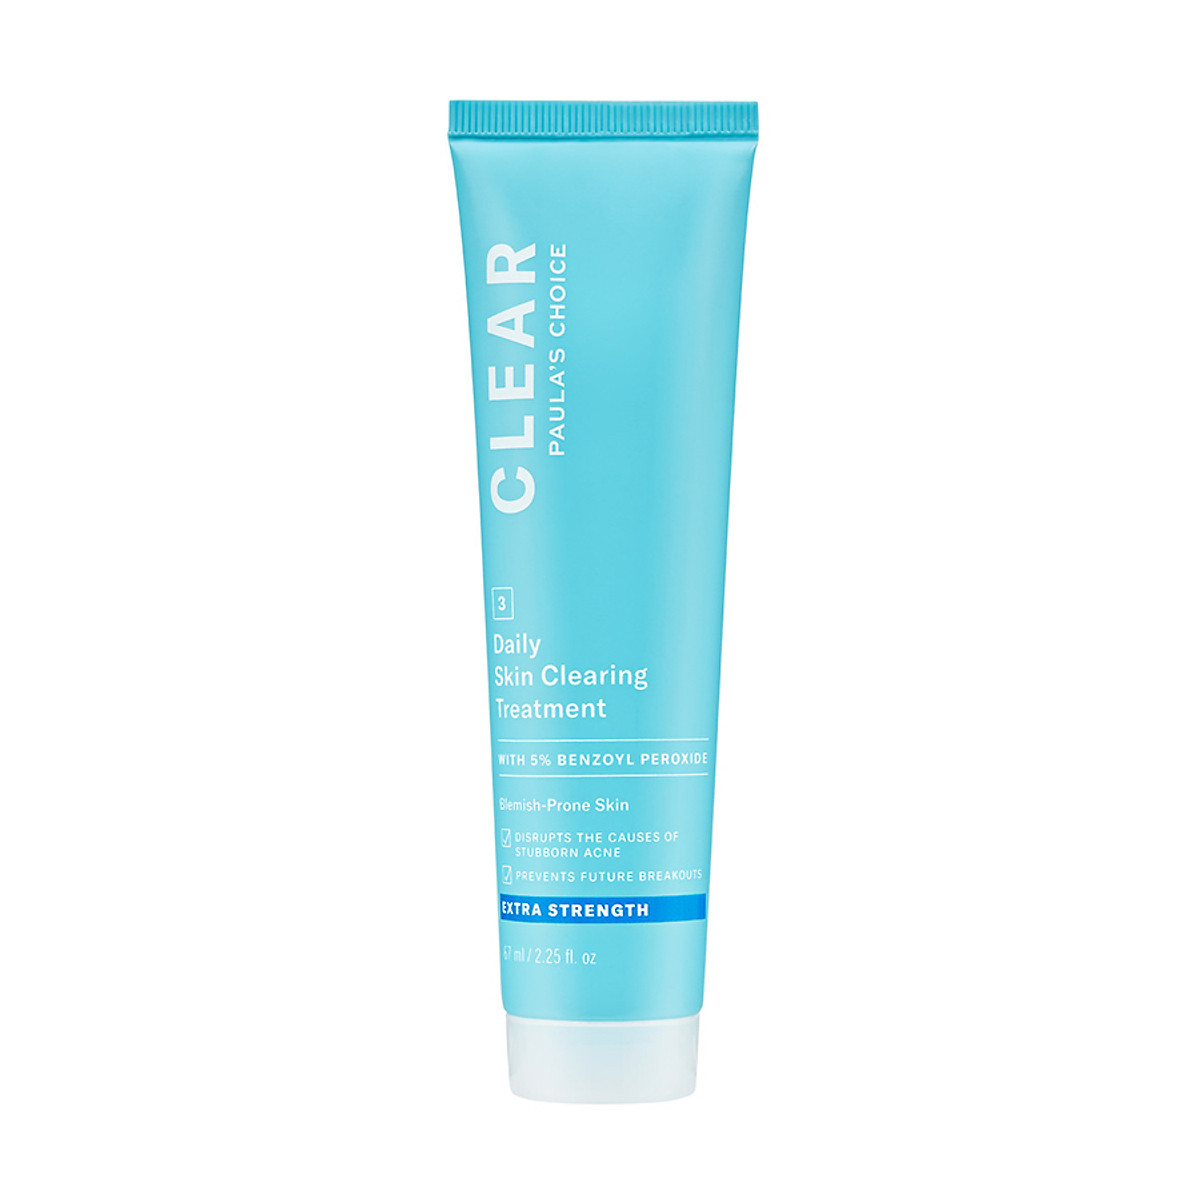 CLEAR
PAULA'S CHOICE
3
Daily
Skin Clearing
Treatment
WITH 5% BENZOYL PEROXIDE
Blemish-Prone Skin
DISRUPTS THE CAUSES OF
STUBBORN ACNE
PREVENTS FUTURE BREAKOUTS
EXTRA STRENGTH
67 ml / 2.25 fl. oz